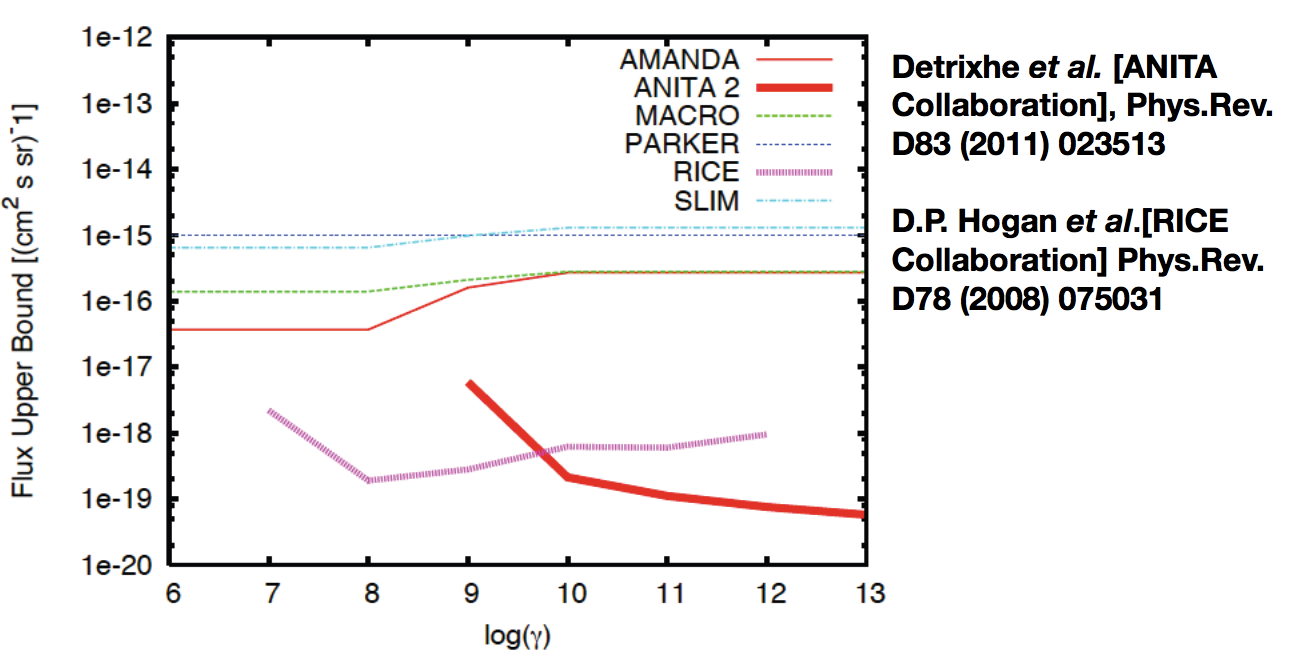 1e-12
1e-13
1e-14
1e-15
1e-16
1e-17
1e-18
1e-19
1e-20
Flux Upper Bound [(cm² s sr)⁻1]
6 7 8 9 10 11 12 13
log(γ)
AMANDA
ANITA 2
MACRO
PARKER
RICE
SLIM
Detrixhe et al. [ANITA
Collaboration], Phys.Rev.
D83 (2011) 023513
D.P. Hogan et al.[RICE
Collaboration] Phys.Rev.
D78 (2008) 075031